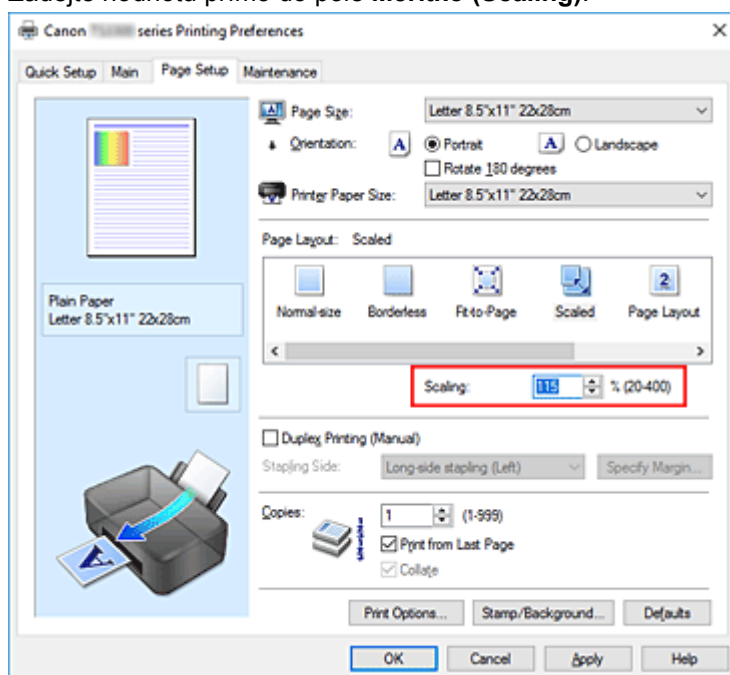 Canon series Printing Preferences
Quick Setup Main Page Setup Maintenance
Page Size: Letter 8.5"x11" 22x28cm
Orientation: A Portrait A Landscape
Rotate 180 degrees
Printer Paper Size: Letter 8.5"x11" 22x28cm
Page Layout: Scaled
Normal-size Borderless Fit-to-Page Scaled 2 Page Layout
Plain Paper
Letter 8.5"x11" 22x28cm
Scaling: 115 % (20-400)
Duplex Printing (Manual)
Stapling Side: Long-side stapling (Left) Specify Margin...
Copies: 1 (1-999)
Print from Last Page
Collate
Print Options... Stamp/Background... Defaults
OK Cancel Apply Help